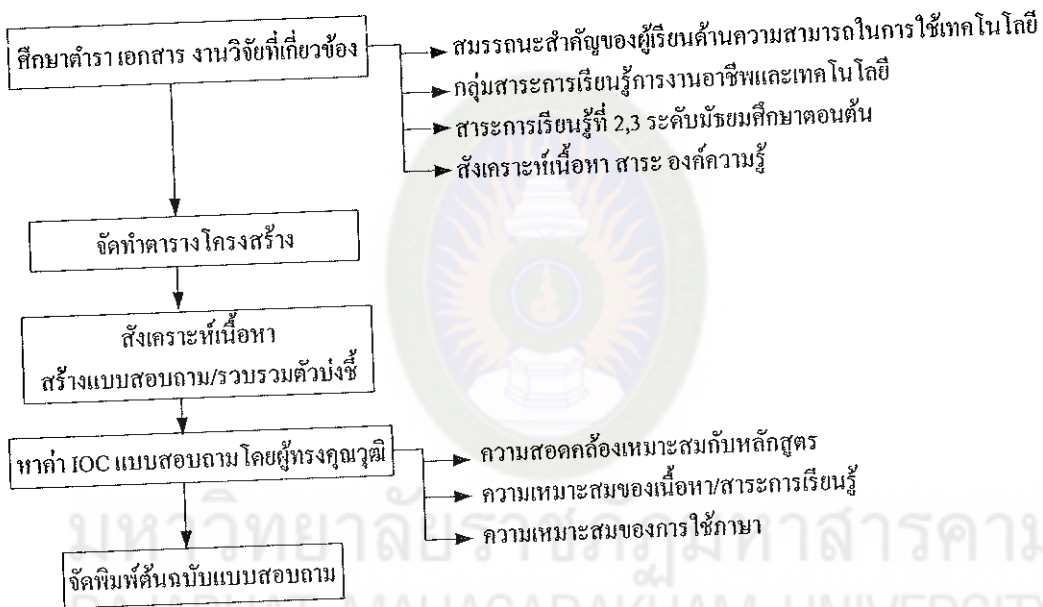 ศึกษาตำรา เอกสาร งานวิจัยที่เกี่ยวข้อง
สมรรถนะสำคัญของผู้เรียนด้านความสามารถในการใช้เทคโนโลยี
กลุ่มสาระการเรียนรู้การงานอาชีพและเทคโนโลยี
สาระการเรียนรู้ที่ 2,3 ระดับมัธยมศึกษาตอนต้น
สังเคราะห์เนื้อหา สาระ องค์ความรู้
จัดทำตารางโครงสร้าง
สังเคราะห์เนื้อหา
สร้างแบบสอบถาม/รวบรวมตัวบ่งชี้
หาค่า IOC แบบสอบถามโดยผู้ทรงคุณวุฒิ
ความสอดคล้องเหมาะสมกับหลักสูตร
ความเหมาะสมของเนื้อหา/สาระการเรียนรู้
ความเหมาะสมของการใช้ภาษา
มหาวิทยาลัยราชภัฏมหาสารคาม
จัดพิมพ์ต้นฉบับแบบสอบถาม
RAJABHAT MAHASARAKHAM UNIVERSITY